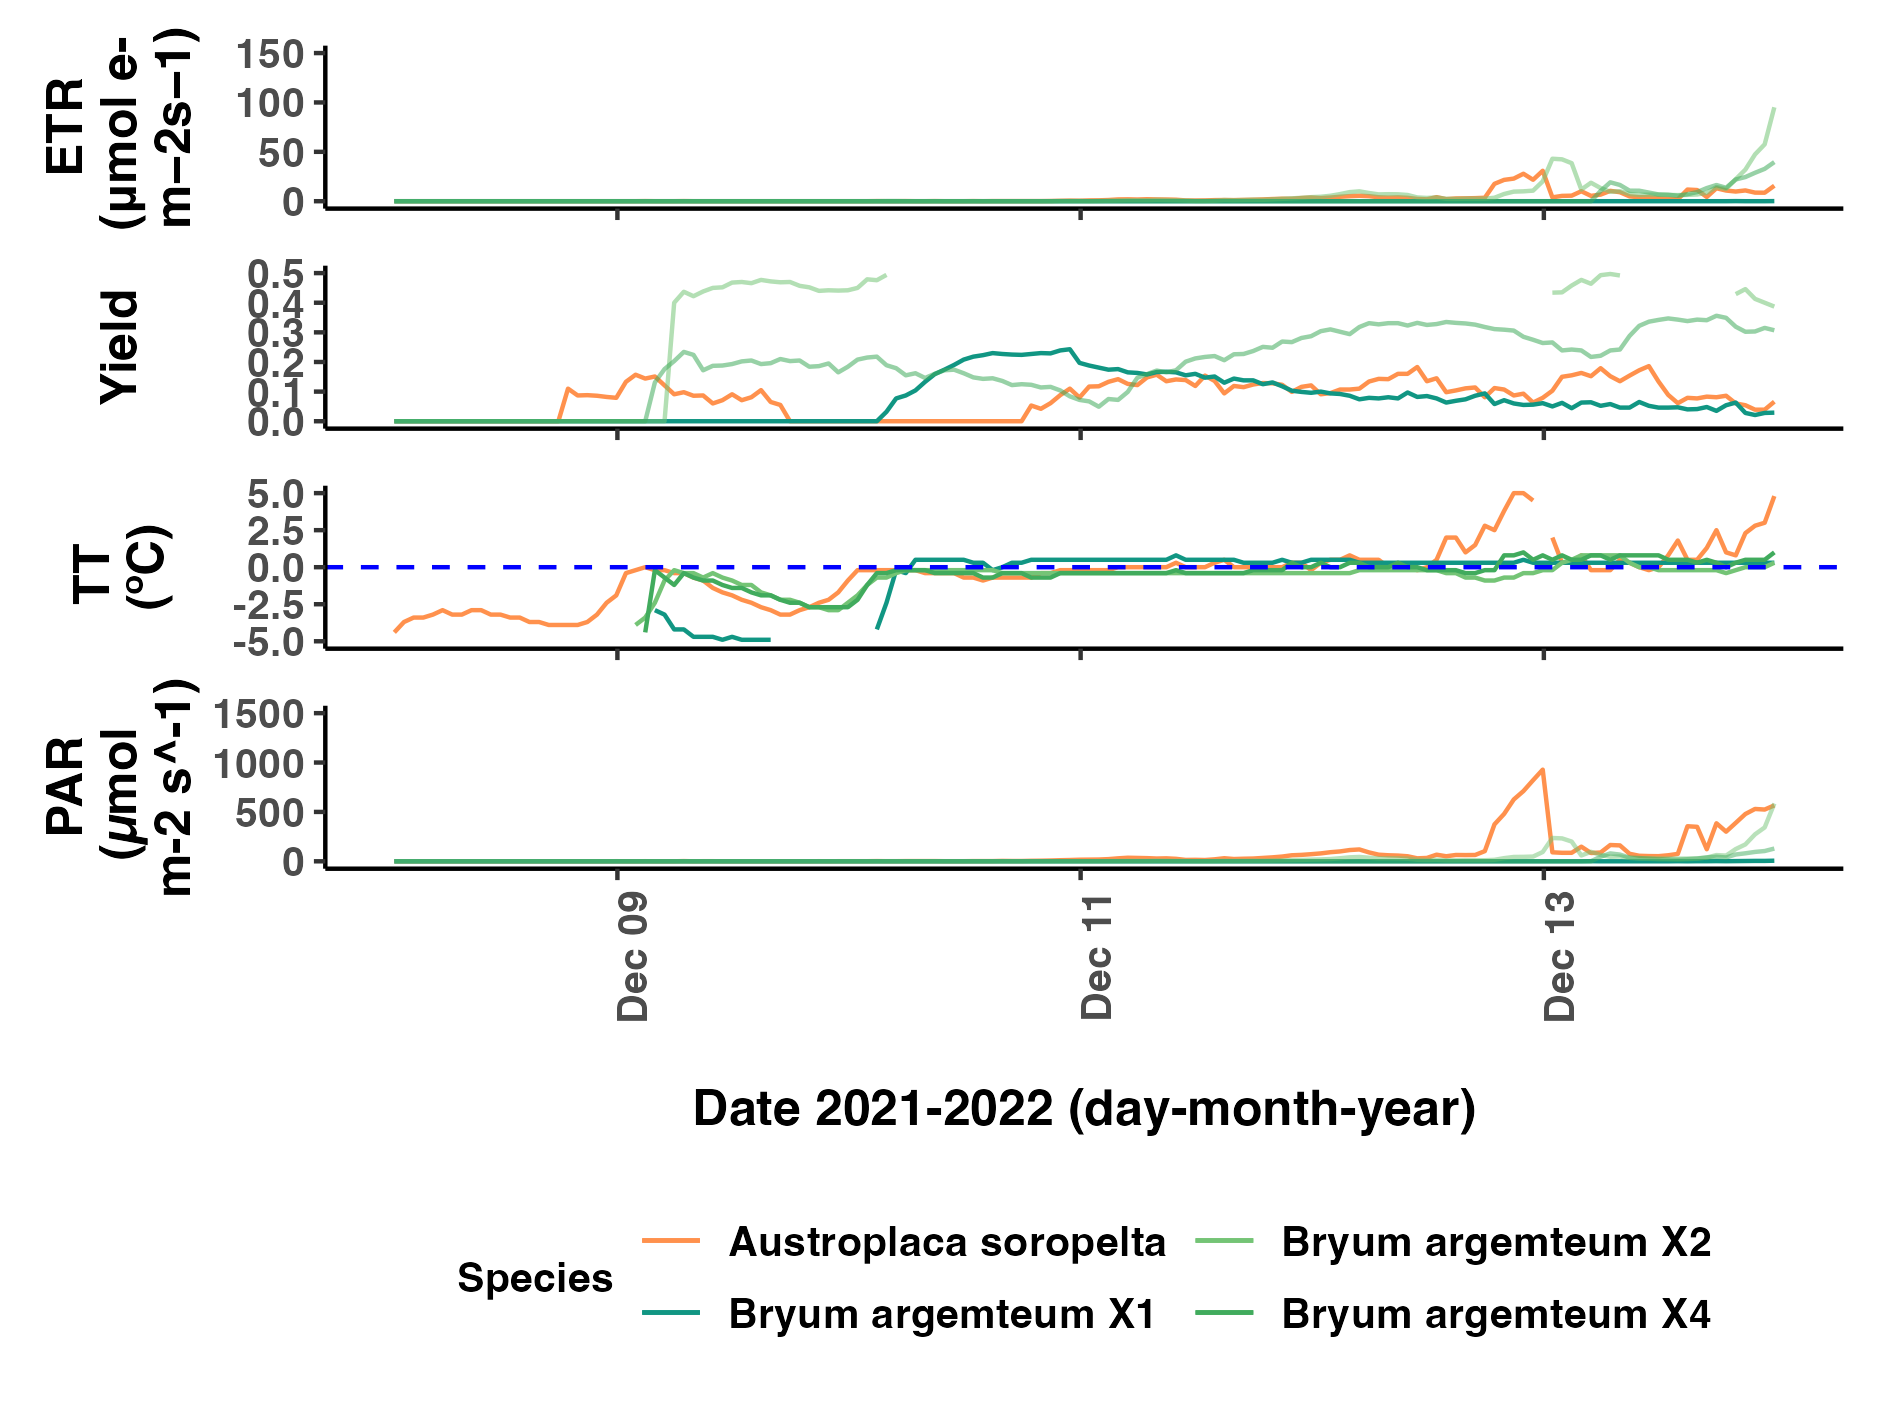 ETR
(µmol e-
m−2s−1)
150
100
50
0
Yield
0.5
0.4
0.3
0.2
0.1
0.0
TT
(ºC)
5.0
2.5
0.0
-2.5
-5.0
PAR
(µmol
m-2 s^-1)
1500
1000
500
0
Dec 09
Dec 11
Dec 13
Date 2021-2022 (day-month-year)
Species
Austroplaca soropelta
Bryum argemteum X2
Bryum argemteum X1
Bryum argemteum X4